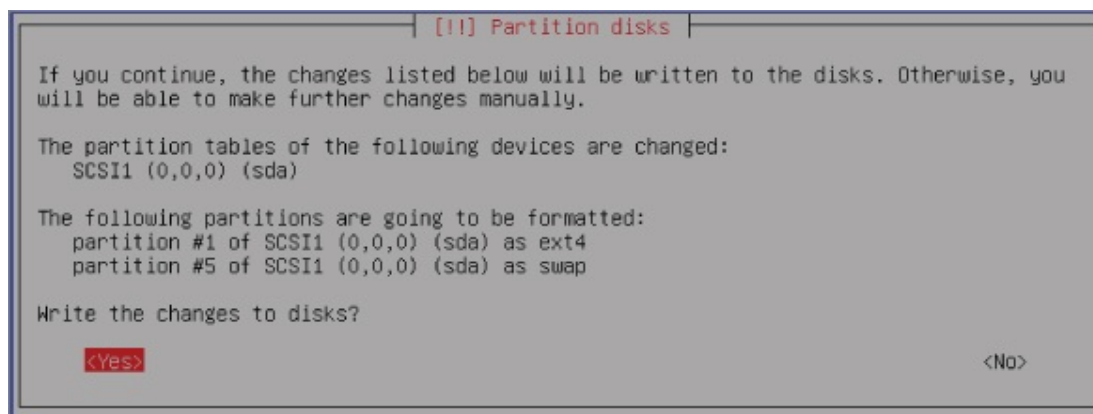 [!!] Partition disks
If you continue, the changes listed below will be written to the disks. Otherwise, you
will be able to make further changes manually.
The partition tables of the following devices are changed:
SCSI1 (0,0,0) (sda)
The following partitions are going to be formatted:
partition #1 of SCSI1 (0,0,0) (sda) as ext4
partition #5 of SCSI1 (0,0,0) (sda) as swap
Write the changes to disks?
<Yes> <No>